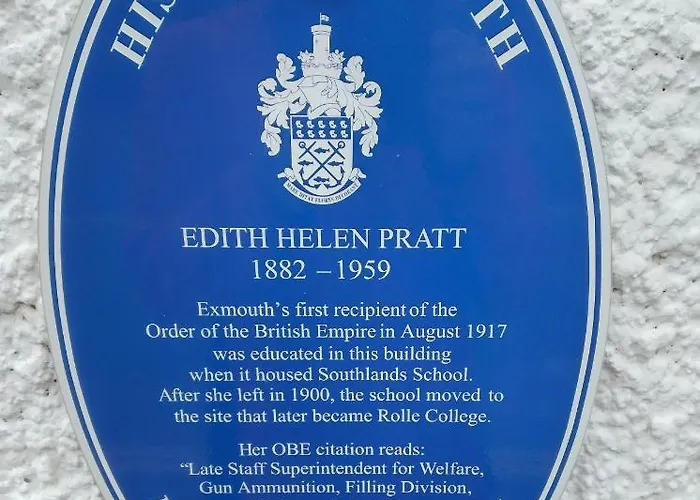 HIS TH
EDITH HELEN PRATT
1882 – 1959
Exmouth's first recipient of the
Order of the British Empire in August 1917
was educated in this building
when it housed Southlands School.
After she left in 1900, the school moved to
the site that later became Rolle College.
Her OBE citation reads:
"Late Staff Superintendent for Welfare,
Gun Ammunition, Filling Division,